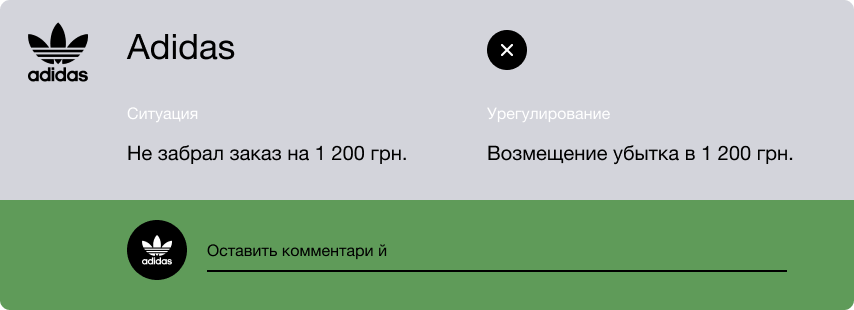 adidas
Adidas
Ситуация
Урегулирование
Не забрал заказ на 1 200 грн.
Возмещение убытка в 1 200 грн.
adidas
Оставить комментари й